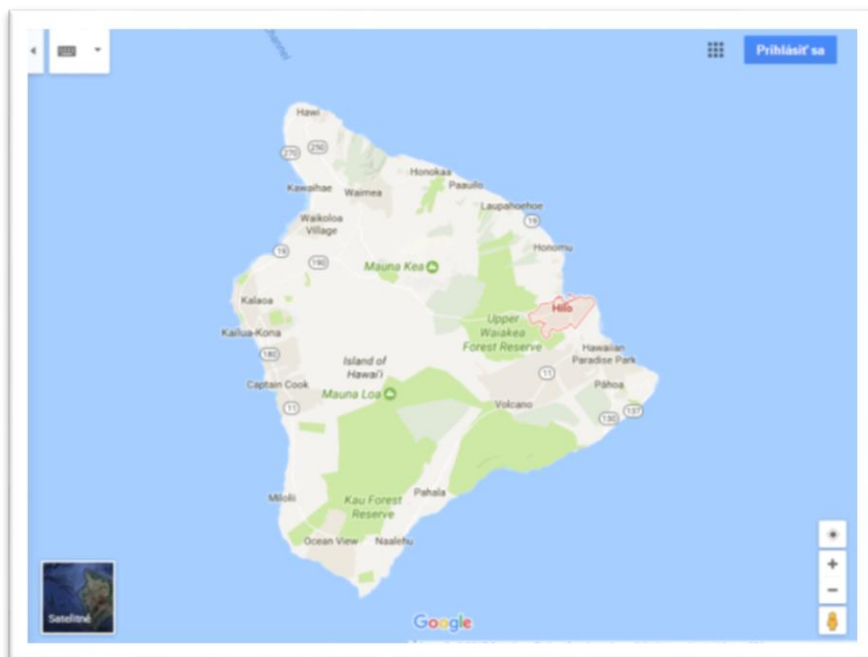 Channel
Prihlásiť sa
Hawi
270
250
Honokaa
Kawaihae
Waimea
Paauilo
Laupahoehoe
Waikoloa
Village
19
19
Honomu
190
Mauna Kea
Kalaoa
Hilo
Upper
Waiakea
Forest Reserve
Kailua-Kona
Hawaiian
Paradise Park
180
Island of
Hawai'i
11
Captain Cook
Pāhoa
Mauna Loa
11
Volcano
130
137
Pahala
Milolii
Kau Forest
Reserve
Ocean View
Naalehu
Satelitné
Google